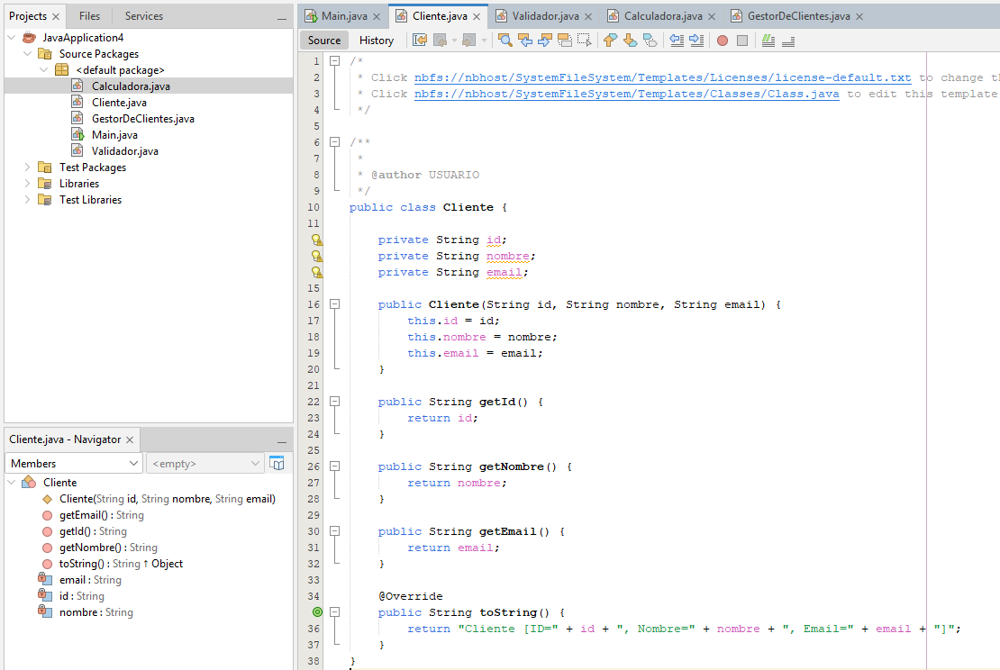 Projects
Files
Services
JavaApplication4
Source Packages
<default package>
Calculadora.java
Cliente.java
GestorDeClientes.java
Main.java
Validador.java
Test Packages
Libraries
Test Libraries
Cliente.java - Navigator
Members
<empty>
Cliente
Cliente(String id, String nombre, String email)
getEmail() : String
getId() : String
getNombre() : String
toString() : String ↑ Object
email : String
id : String
nombre : String
Main.java
Cliente.java
Validador.java
Calculadora.java
GestorDeClientes.java
Source
History
1 /*
2 * Click nbfs://nbhost/SystemFileSystem/Templates/Licenses/license-default.txt to change
3 * Click nbfs://nbhost/SystemFileSystem/Templates/Classes/Class.java to edit this template
4 */
5
6 /**
7 *
8 * @author USUARIO
9 */
10 public class Cliente {
11
private String id;
private String nombre;
private String email;
15
16 public Cliente(String id, String nombre, String email) {
17 this.id = id;
18 this.nombre = nombre;
19 this.email = email;
20 }
21
22 public String getId() {
23 return id;
24 }
25
26 public String getNombre() {
27 return nombre;
28 }
29
30 public String getEmail() {
31 return email;
32 }
33
34 @Override
public String toString() {
36 return "Cliente [ID=" + id + ", Nombre=" + nombre + ", Email=" + email + "]";
37 }
38 }